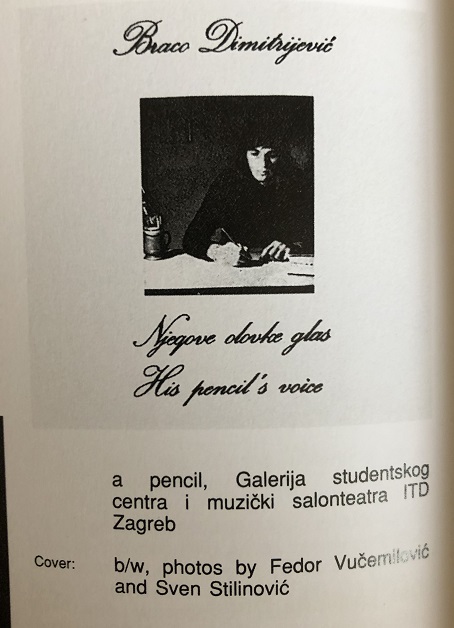 Braco Dimitrijević
Njegove olovke glas
His pencil's voice
a pencil, Galerija studentskog
centra i muzički salonteatra ITD
Zagreb
Cover: b/w, photos by Fedor Vučemilović
and Sven Stilinović